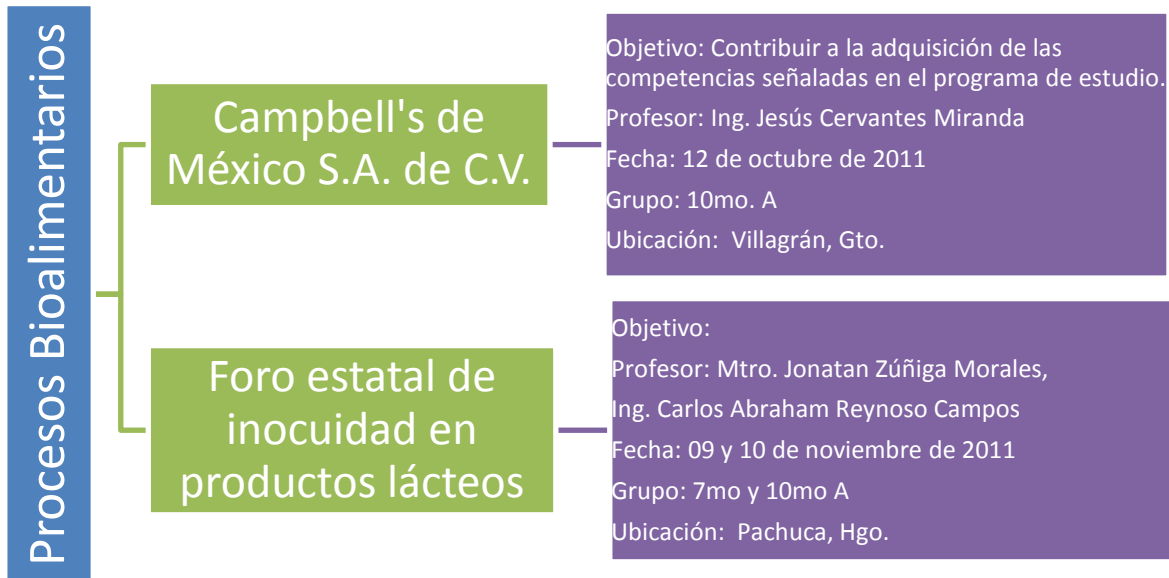 Procesos Bioalimentarios
Campbell's de
México S.A. de C.V.
Objetivo: Contribuir a la adquisición de las
competencias señaladas en el programa de estudio.
Profesor: Ing. Jesús Cervantes Miranda
Fecha: 12 de octubre de 2011
Grupo: 10mo. A
Ubicación: Villagrán, Gto.
Foro estatal de
inocuidad en
productos lácteos
Objetivo:
Profesor: Mtro. Jonatan Zúñiga Morales,
Ing. Carlos Abraham Reynoso Campos
Fecha: 09 y 10 de noviembre de 2011
Grupo: 7mo y 10mo A
Ubicación: Pachuca, Hgo.